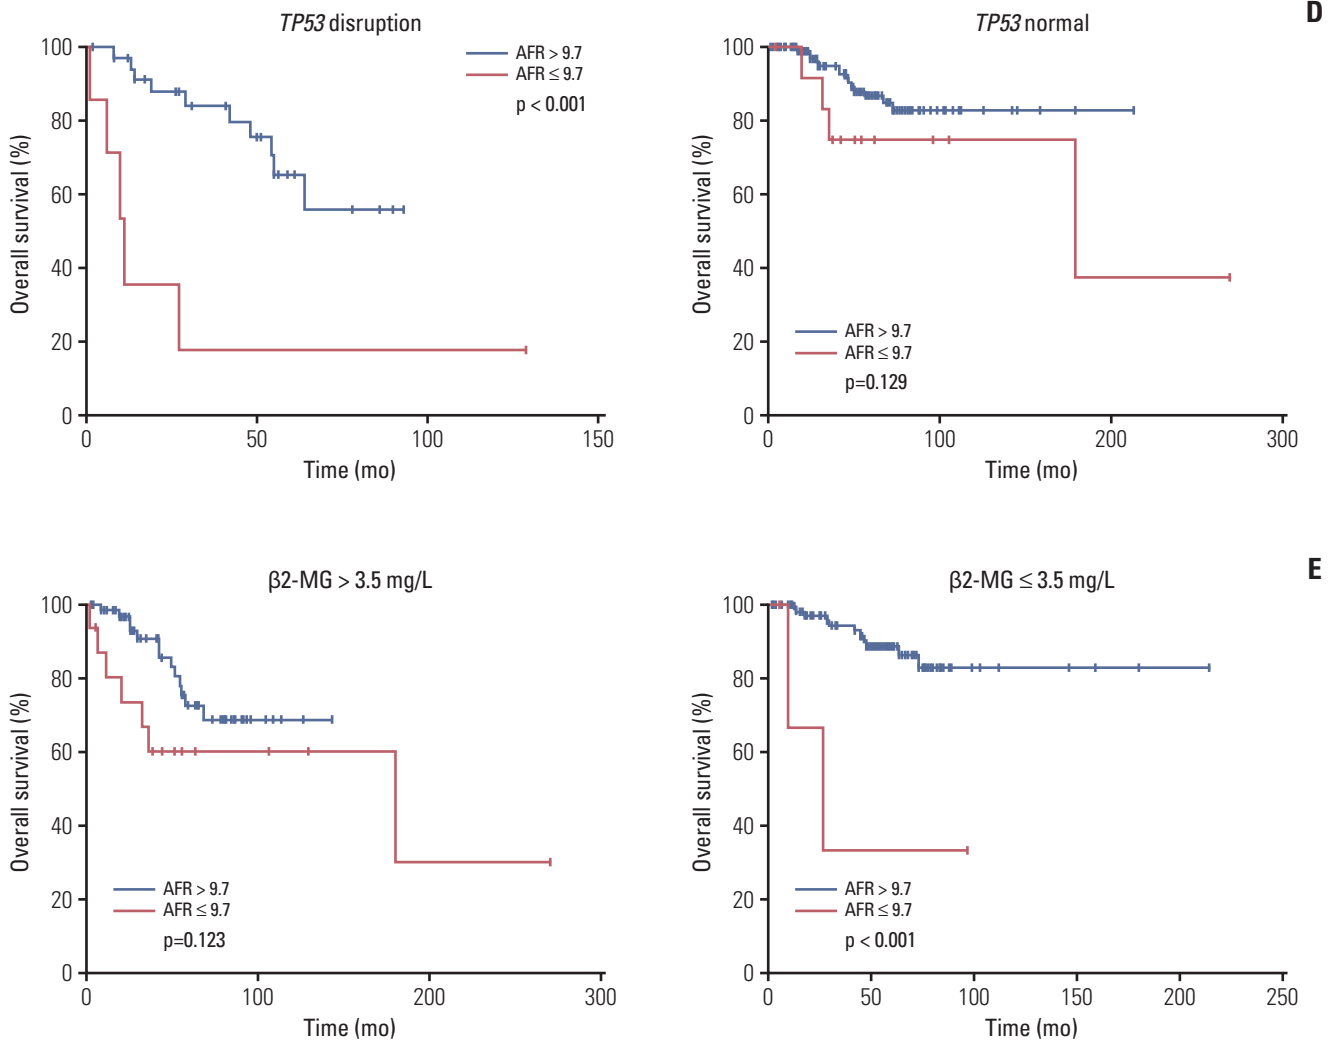 TP53 disruption
100
80
60
40
20
0
Overall survival (%)
AFR > 9.7
AFR ≤ 9.7
p < 0.001
0 50 100 150
Time (mo)
TP53 normal
D
100
80
60
40
20
0
Overall survival (%)
AFR > 9.7
AFR ≤ 9.7
p=0.129
0 100 200 300
Time (mo)
β2-MG > 3.5 mg/L
100
80
60
40
20
0
Overall survival (%)
AFR > 9.7
AFR ≤ 9.7
p=0.123
0 100 200 300
Time (mo)
β2-MG ≤ 3.5 mg/L
E
100
80
60
40
20
0
Overall survival (%)
AFR > 9.7
AFR ≤ 9.7
p < 0.001
0 50 100 150 200 250
Time (mo)